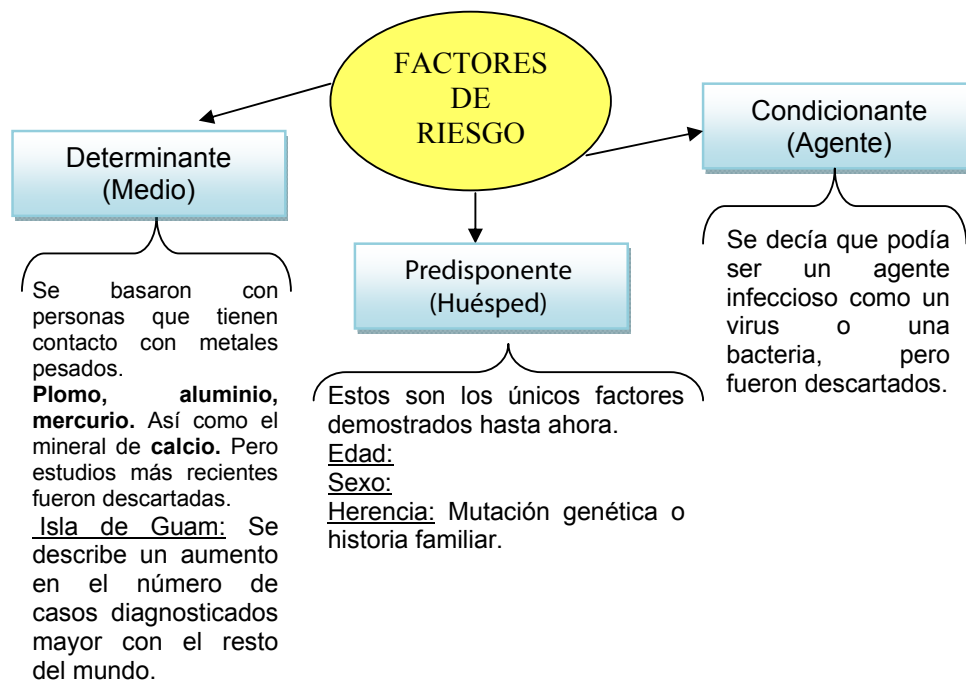 FACTORES
DE
RIESGO
Determinante
(Medio)
Se basaron con
personas que tienen
contacto con metales
pesados.
Plomo, aluminio,
mercurio. Así como el
mineral de calcio. Pero
estudios más recientes
fueron descartadas.
Isla de Guam: Se
describe un aumento
en el número de
casos diagnosticados
mayor con el resto
del mundo.
Predisponente
(Huésped)
Estos son los únicos factores
demostrados hasta ahora.
Edad:
Sexo:
Herencia: Mutación genética o
historia familiar.
Condicionante
(Agente)
Se decía que podía
ser un agente
infeccioso como un
virus o una
bacteria, pero
fueron descartados.